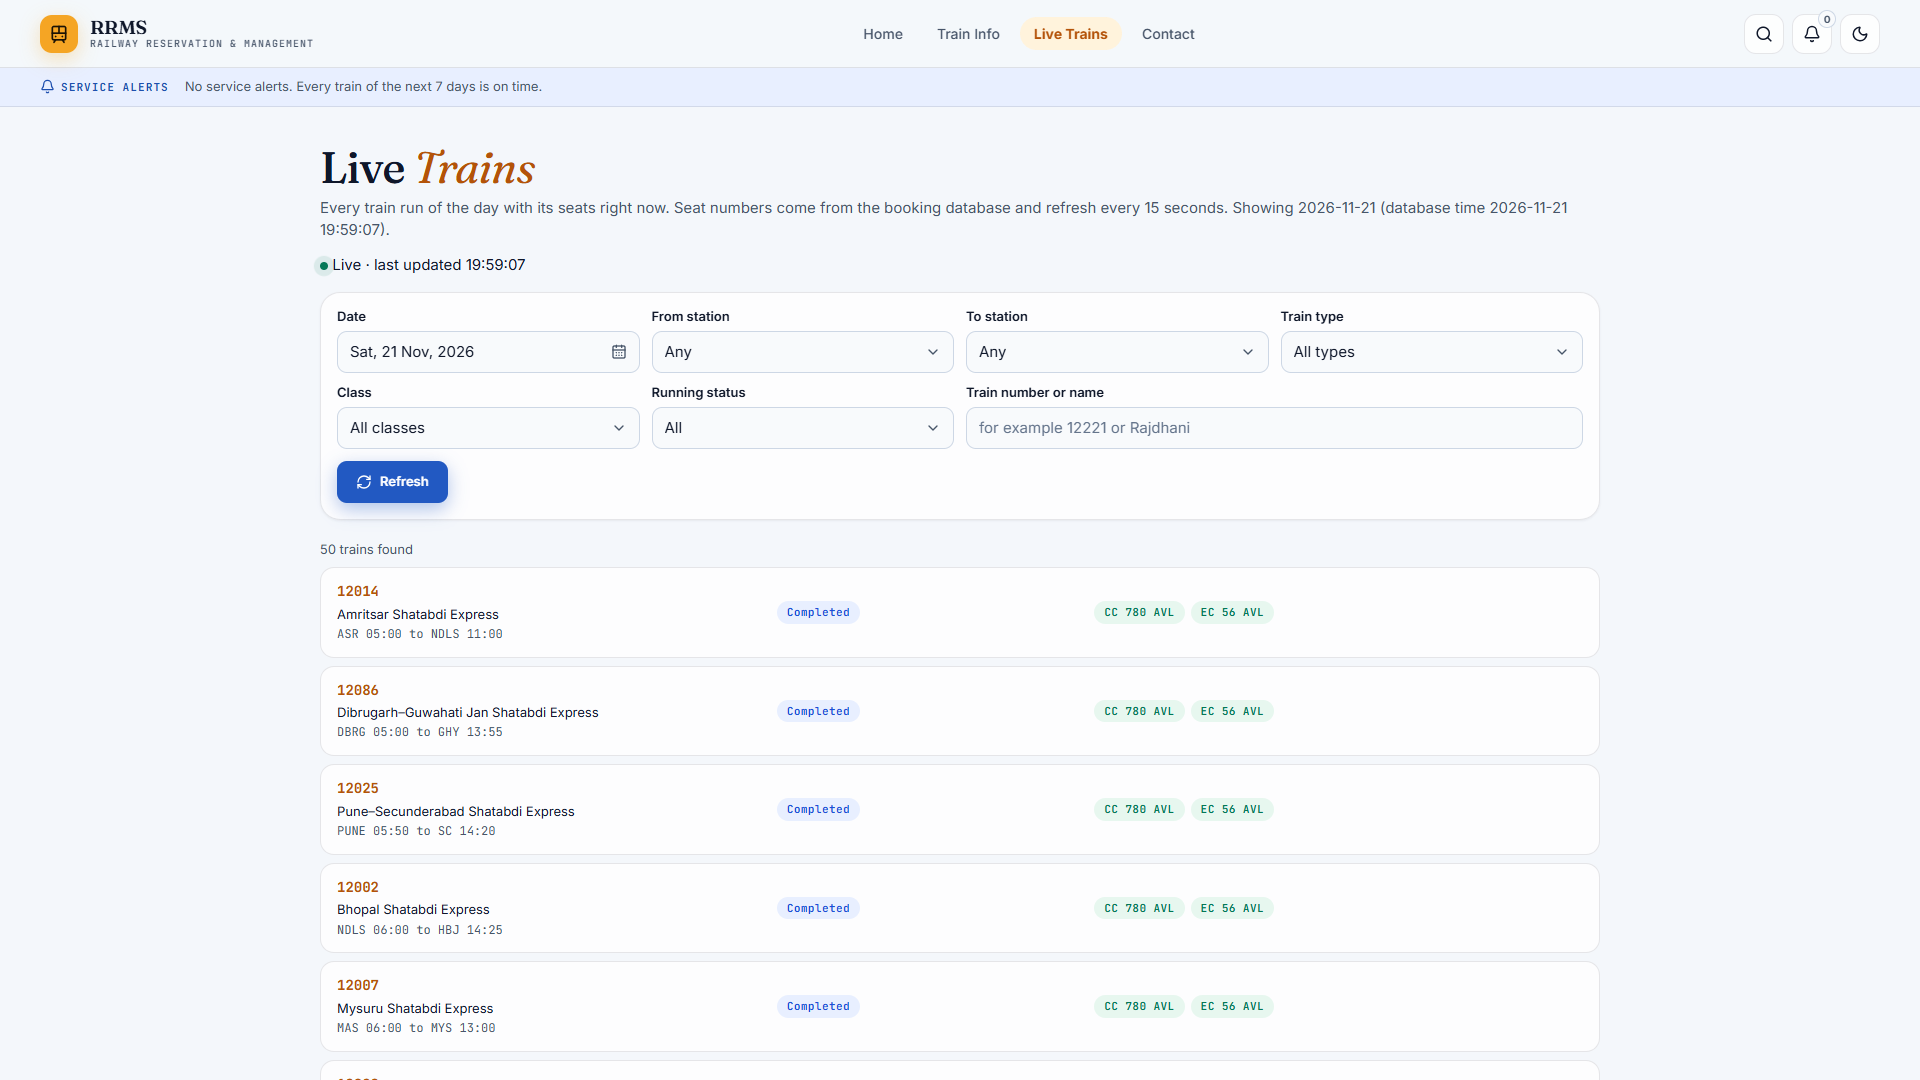 RRMS
RAILWAY RESERVATION & MANAGEMENT
Home
Train Info
Live Trains
Contact
0
SERVICE ALERTS
No service alerts. Every train of the next 7 days is on time.
Live Trains
Every train run of the day with its seats right now. Seat numbers come from the booking database and refresh every 15 seconds. Showing 2026-11-21 (database time 2026-11-21
19:59:07).
Live · last updated 19:59:07
Date
From station
To station
Train type
Sat, 21 Nov, 2026
Any
Any
All types
Class
Running status
Train number or name
All classes
All
for example 12221 or Rajdhani
Refresh
50 trains found
12014
Amritsar Shatabdi Express
ASR 05:00 to NDLS 11:00
Completed
CC 780 AVL
EC 56 AVL
12086
Dibrugarh–Guwahati Jan Shatabdi Express
DBRG 05:00 to GHY 13:55
Completed
CC 780 AVL
EC 56 AVL
12025
Pune–Secunderabad Shatabdi Express
PUNE 05:50 to SC 14:20
Completed
CC 780 AVL
EC 56 AVL
12002
Bhopal Shatabdi Express
NDLS 06:00 to HBJ 14:25
Completed
CC 780 AVL
EC 56 AVL
12007
Mysuru Shatabdi Express
MAS 06:00 to MYS 13:00
Completed
CC 780 AVL
EC 56 AVL